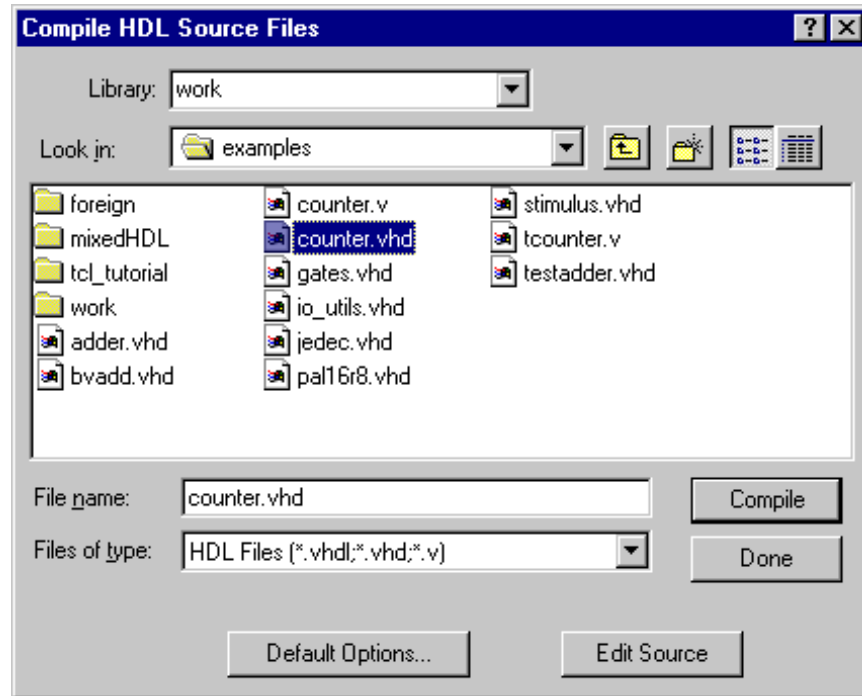 Compile HDL Source Files
Library: work
Look in: examples
foreign counter.v stimulus.vhd
mixedHDL counter.vhd tcounter.v
tcl_tutorial gates.vhd testadder.vhd
work io_utils.vhd
adder.vhd jedec.vhd
bvadd.vhd pal16r8.vhd
File name: counter.vhd Compile
Files of type: HDL Files (*.vhdl;*.vhd;*.v) Done
Default Options... Edit Source